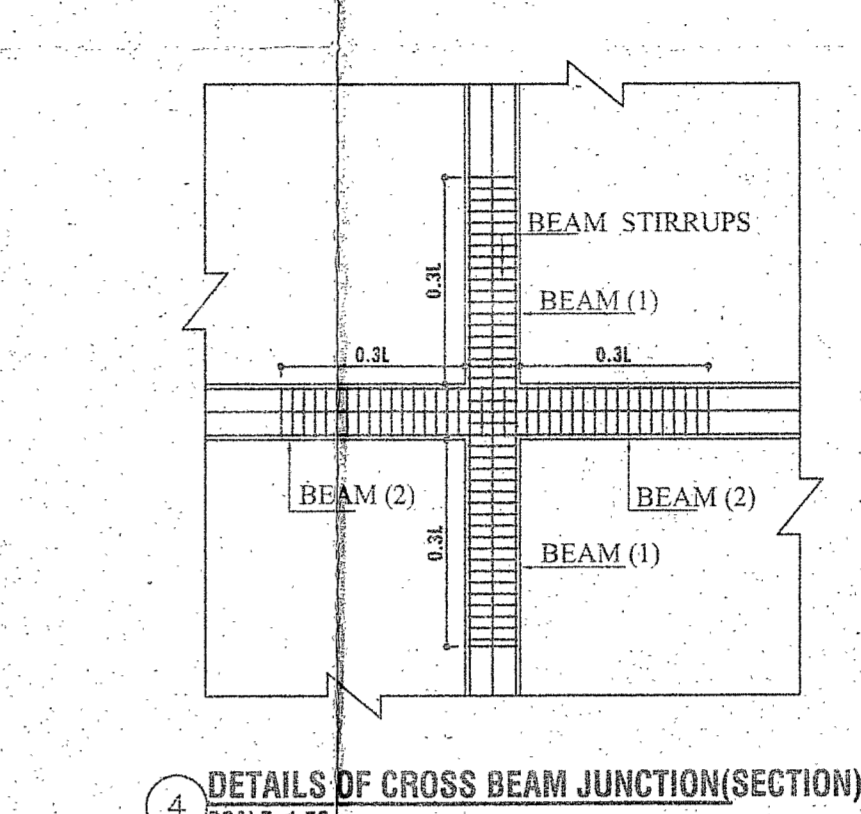 BEAM STIRRUPS
0.3L
BEAM (1)
0.3L
0.3L
BEAM (2)
BEAM (2)
0.3L
BEAM (1)
4
DETAILS OF CROSS BEAM JUNCTION(SECTION)